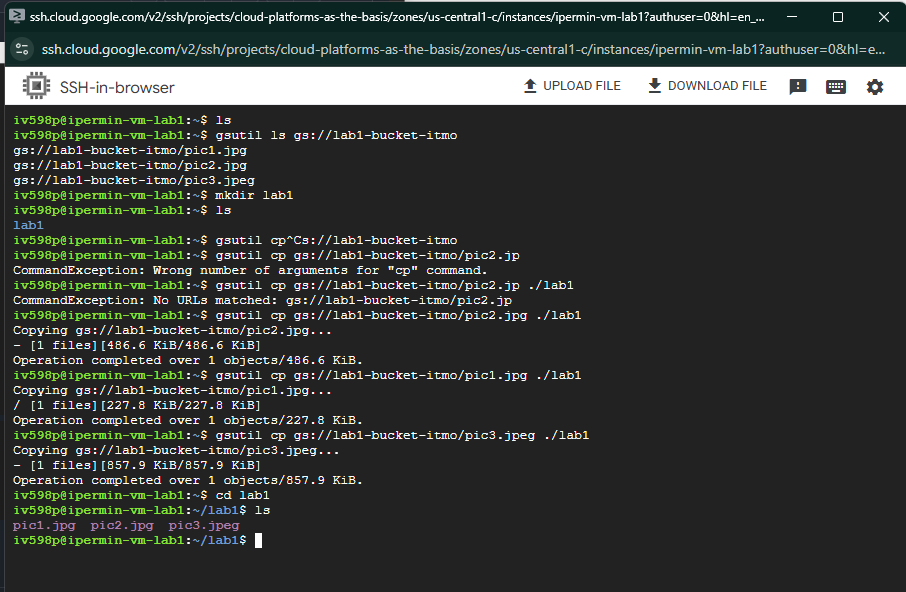 ssh.cloud.google.com/v2/ssh/projects/cloud-platforms-as-the-basis/zones/us-central1-c/instances/ipermin-vm-lab1?authuser=0&hl=en_...
ssh.cloud.google.com/v2/ssh/projects/cloud-platforms-as-the-basis/zones/us-central1-c/instances/ipermin-vm-lab1?authuser=0&hl=e...
SSH-in-browser UPLOAD FILE DOWNLOAD FILE
iv598p@ipermin-vm-lab1:~$ ls
iv598p@ipermin-vm-lab1:~$ gsutil ls gs://lab1-bucket-itmo
gs://lab1-bucket-itmo/pic1.jpg
gs://lab1-bucket-itmo/pic2.jpg
gs://lab1-bucket-itmo/pic3.jpeg
iv598p@ipermin-vm-lab1:~$ mkdir lab1
iv598p@ipermin-vm-lab1:~$ ls
lab1
iv598p@ipermin-vm-lab1:~$ gsutil cp^Cs://lab1-bucket-itmo
iv598p@ipermin-vm-lab1:~$ gsutil cp gs://lab1-bucket-itmo/pic2.jp
CommandException: Wrong number of arguments for "cp" command.
iv598p@ipermin-vm-lab1:~$ gsutil cp gs://lab1-bucket-itmo/pic2.jp ./lab1
CommandException: No URLs matched: gs://lab1-bucket-itmo/pic2.jp
iv598p@ipermin-vm-lab1:~$ gsutil cp gs://lab1-bucket-itmo/pic2.jpg ./lab1
Copying gs://lab1-bucket-itmo/pic2.jpg...
- [1 files][486.6 KiB/486.6 KiB]
Operation completed over 1 objects/486.6 KiB.
iv598p@ipermin-vm-lab1:~$ gsutil cp gs://lab1-bucket-itmo/pic1.jpg ./lab1
Copying gs://lab1-bucket-itmo/pic1.jpg...
/ [1 files][227.8 KiB/227.8 KiB]
Operation completed over 1 objects/227.8 KiB.
iv598p@ipermin-vm-lab1:~$ gsutil cp gs://lab1-bucket-itmo/pic3.jpeg ./lab1
Copying gs://lab1-bucket-itmo/pic3.jpeg...
- [1 files][857.9 KiB/857.9 KiB]
Operation completed over 1 objects/857.9 KiB.
iv598p@ipermin-vm-lab1:~$ cd lab1
iv598p@ipermin-vm-lab1:~/lab1$ ls
pic1.jpg pic2.jpg pic3.jpeg
iv598p@ipermin-vm-lab1:~/lab1$